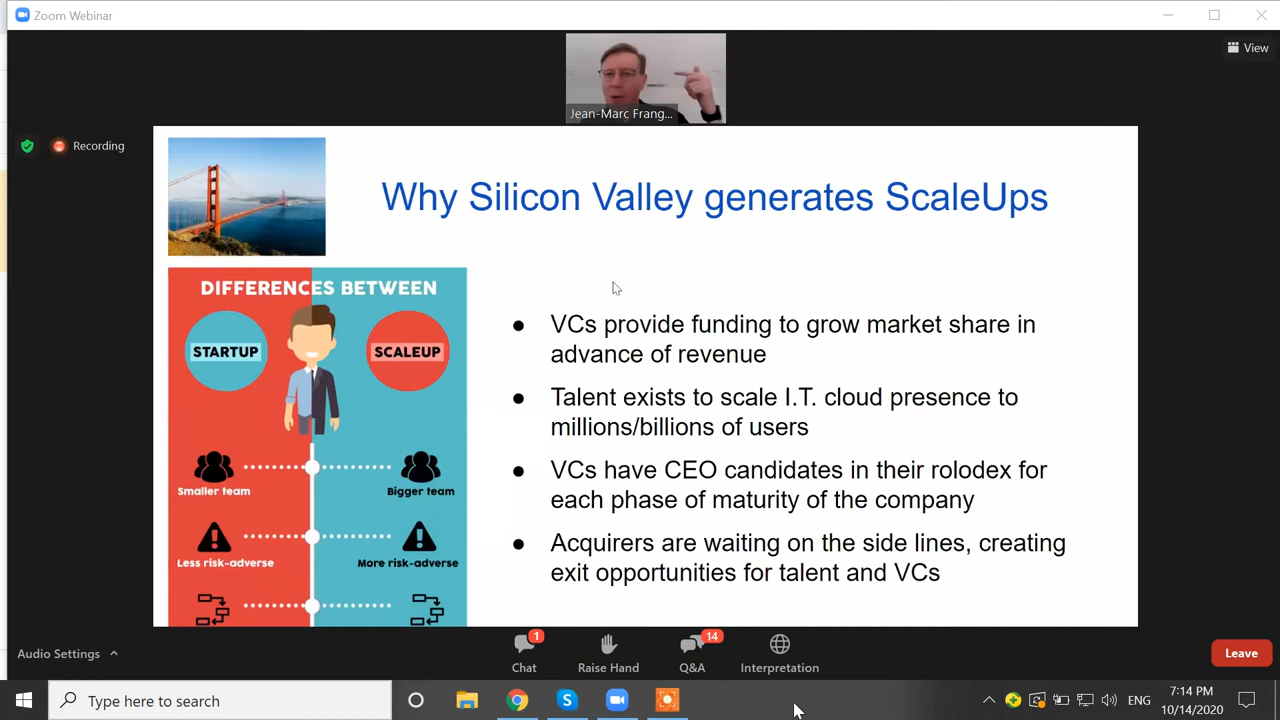 Zoom Webinar
View
Jean-Marc Frang...
Recording
Why Silicon Valley generates ScaleUps
DIFFERENCES BETWEEN
STARTUP
SCALEUP
Smaller team
Bigger team
Less risk-adverse
More risk-adverse
● VCs provide funding to grow market share in
advance of revenue
● Talent exists to scale I.T. cloud presence to
millions/billions of users
● VCs have CEO candidates in their rolodex for
each phase of maturity of the company
● Acquirers are waiting on the side lines, creating
exit opportunities for talent and VCs
Audio Settings
1
Chat
Raise Hand
14
Q&A
Interpretation
Leave
Type here to search
ENG
7:14 PM
10/14/2020